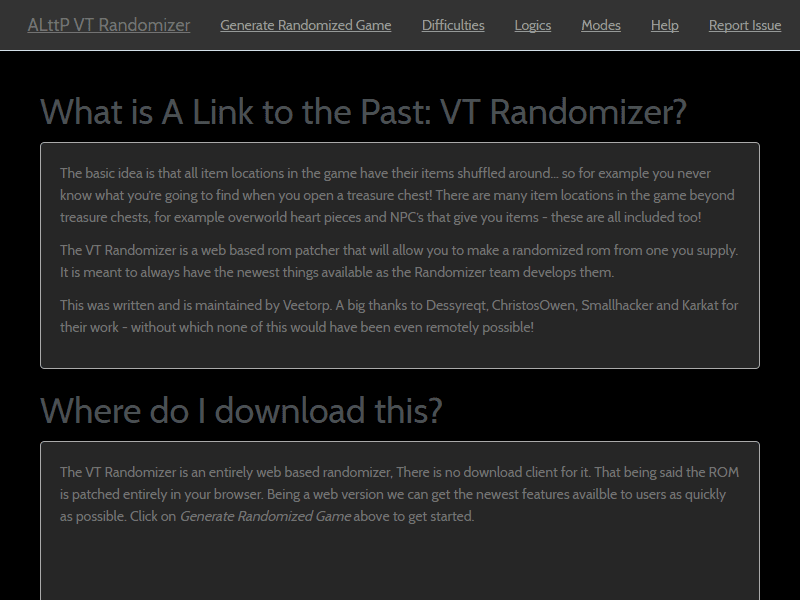 ALttP VT Randomizer Generate Randomized Game Difficulties Logics Modes Help Report Issue
What is A Link to the Past: VT Randomizer?
The basic idea is that all item locations in the game have their items shuffled around... so for example you never
know what you're going to find when you open a treasure chest! There are many item locations in the game beyond
treasure chests, for example overworld heart pieces and NPC's that give you items - these are all included too!
The VT Randomizer is a web based rom patcher that will allow you to make a randomized rom from one you supply.
It is meant to always have the newest things available as the Randomizer team develops them.
This was written and is maintained by Veetorp. A big thanks to Dessyreqt, ChristosOwen, Smallhacker and Karkat for
their work - without which none of this would have been even remotely possible!
Where do I download this?
The VT Randomizer is an entirely web based randomizer, There is no download client for it. That being said the ROM
is patched entirely in your browser. Being a web version we can get the newest features availble to users as quickly
as possible. Click on Generate Randomized Game above to get started.